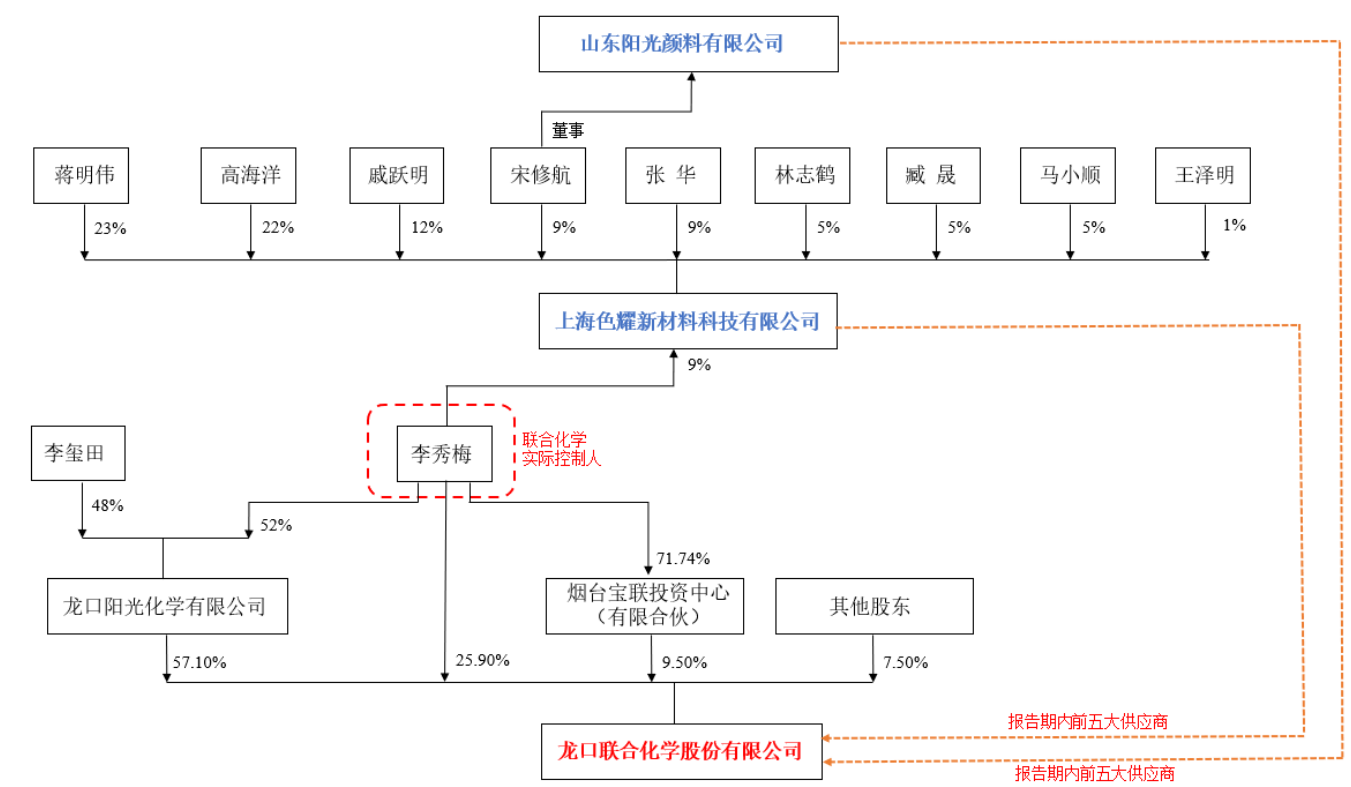 山东阳光颜料有限公司
董事
蒋明伟
高海洋
戚跃明
宋修航
张 华
林志鹤
臧 晟
马小顺
王泽明
23%
22%
12%
9%
9%
5%
5%
5%
1%
上海色耀新材料科技有限公司
9%
李玺田
李秀梅
联合化学
实际控制人
48%
52%
71.74%
龙口阳光化学有限公司
烟台宝联投资中心
（有限合伙）
其他股东
57.10%
25.90%
9.50%
7.50%
报告期内前五大供应商
龙口联合化学股份有限公司
报告期内前五大供应商